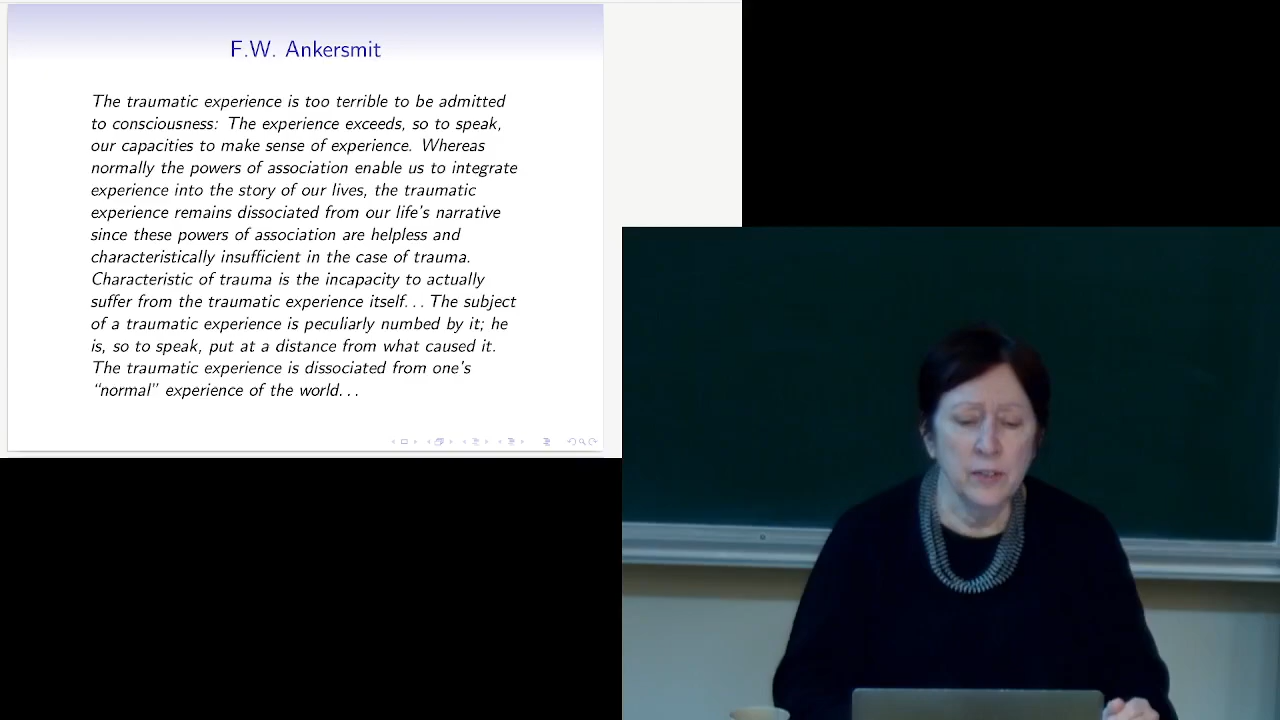 F.W. Ankersmit
The traumatic experience is too terrible to be admitted
to consciousness: The experience exceeds, so to speak,
our capacities to make sense of experience. Whereas
normally the powers of association enable us to integrate
experience into the story of our lives, the traumatic
experience remains dissociated from our life's narrative
since these powers of association are helpless and
characteristically insufficient in the case of trauma.
Characteristic of trauma is the incapacity to actually
suffer from the traumatic experience itself... The subject
of a traumatic experience is peculiarly numbed by it; he
is, so to speak, put at a distance from what caused it.
The traumatic experience is dissociated from one's
“normal” experience of the world...